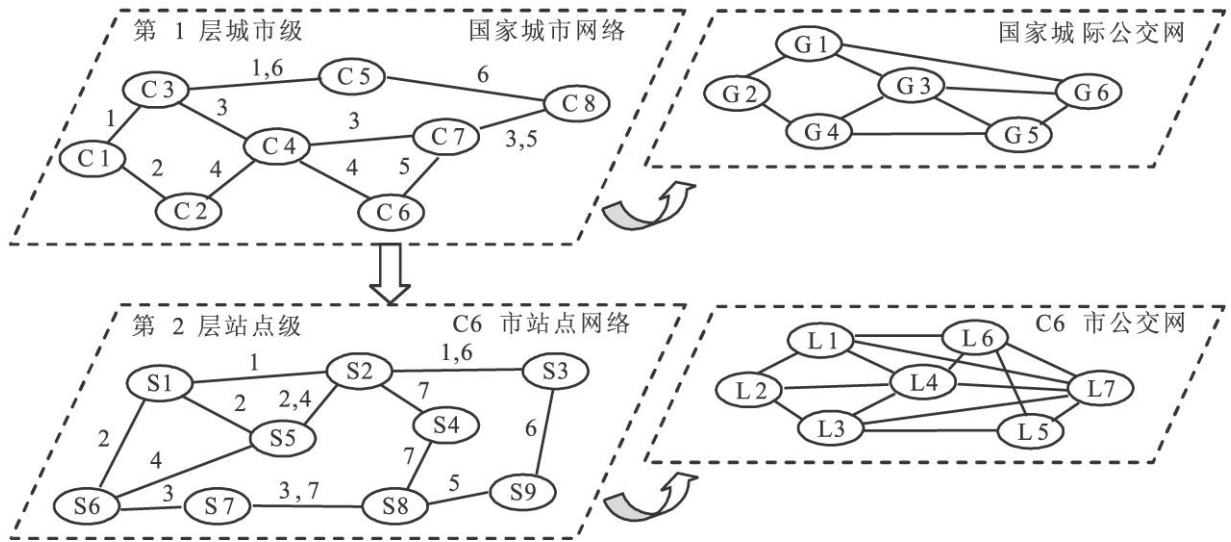 第 1 层城市级
国家城市网络
1,6
6
C3
C5
C8
1
3
3
3,5
C1
C4
C7
2
4
4
5
C2
C6
国家城际公交网
G1
G2
G3
G6
G4
G5
第 2 层站点级
C6 市站点网络
1
1,6
S1
S2
S3
2
2,4
7
2
S5
S4
6
4
7
S6
3
S7
3,7
S8
5
S9
C6 市公交网
L1
L6
L2
L4
L7
L3
L5